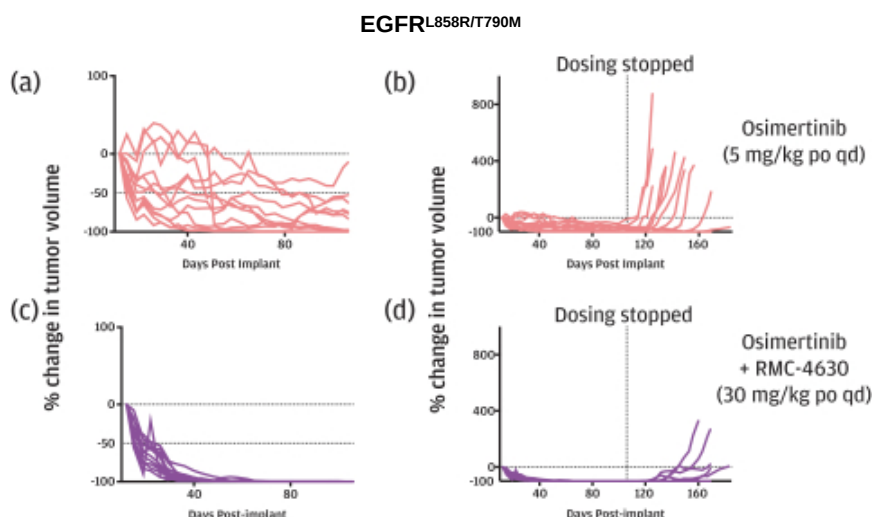 EGFRL858R/T790M
(a)
100
0
-50
-100
40
80
Days Post Implant
% change in tumor volume
(b)
Dosing stopped
800
400
0
-100
40
80
120
160
Days Post Implant
Osimertinib
(5 mg/kg po qd)
% change in tumor volume
(c)
100
0
-50
-100
40
80
Days Post-implant
(d)
Dosing stopped
800
400
0
-100
40
80
120
160
Days Post-implant
Osimertinib
+ RMC-4630
(30 mg/kg po qd)